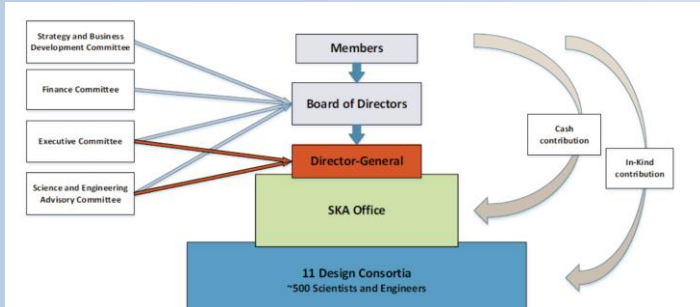 Strategy and Business
Development Committee
Finance Committee
Executive Committee
Science and Engineering
Advisory Committee
Members
Board of Directors
Director-General
SKA Office
11 Design Consortia
~500 Scientists and Engineers
Cash
contribution
In-Kind
contribution